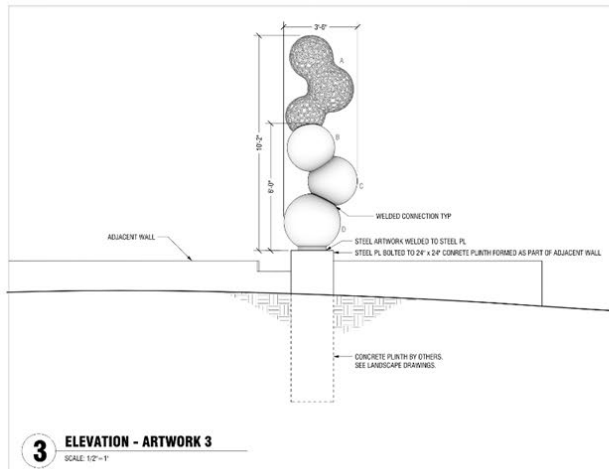 3'-6"
A
10'-2"
6'-0"
B
C
WELDED CONNECTION TYP
D
ADJACENT WALL
STEEL ARTWORK WELDED TO STEEL PL
STEEL PL BOLTED TO 24" x 24" CONRETE PLINTH FORMED AS PART OF ADJACENT WALL
CONCRETE PLINTH BY OTHERS.
SEE LANDSCAPE DRAWINGS.
3 ELEVATION - ARTWORK 3
SCALE: 1/2"=1'